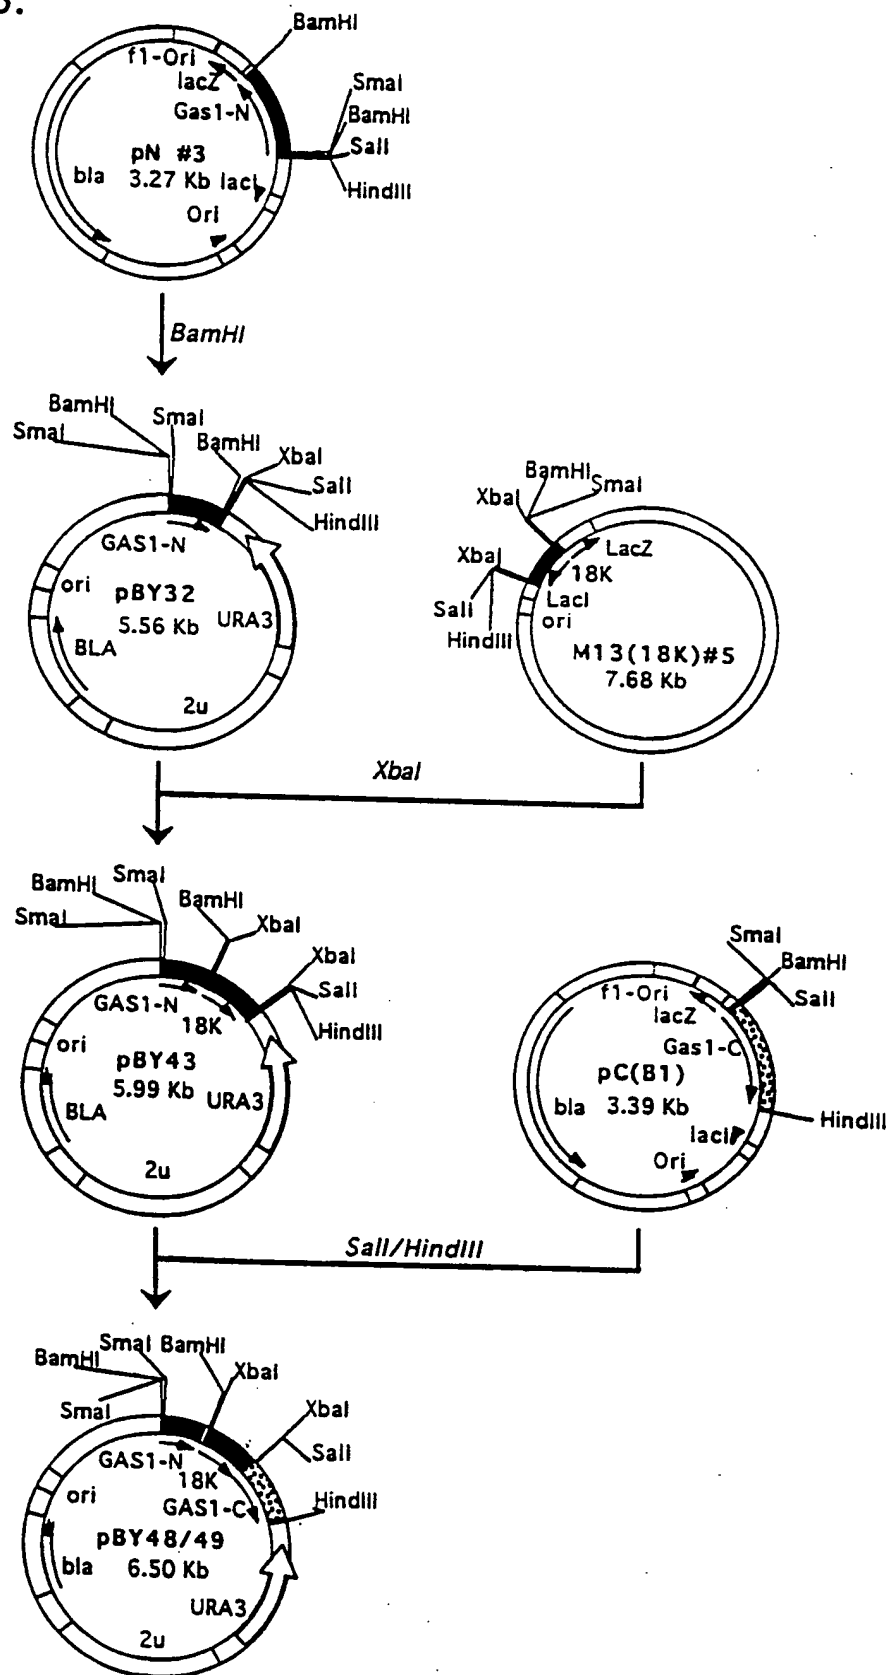 BamHI
f1-Ori
lacZ
SmaI
Gas1-N
BamHI
pN #3
SalI
bla
3.27 Kb
lacI
HindIII
Ori
BamHI
BamHI
SmaI
SmaI
BamHI
XbaI
SalI
HindIII
GAS1-N
ori
pBY32
5.56 Kb
URA3
BLA
2u
BamHI
SmaI
XbaI
XbaI
LacZ
18K
SalI
LacI
ori
HindIII
M13(18K)#5
7.68 Kb
XbaI
SmaI
BamHI
BamHI
SmaI
XbaI
XbaI
SalI
HindIII
GAS1-N
18K
ori
pBY43
5.99 Kb
URA3
BLA
2u
SmaI
BamHI
SalI
f1-Ori
lacZ
Gas1-C
pC(B1)
bla
3.39 Kb
HindIII
lacI
Ori
SalI/HindIII
SmaI BamHI
BamHI
XbaI
SmaI
XbaI
SalI
GAS1-N
18K
ori
GAS1-C
HindIII
pBY48/49
bla
6.50 Kb
URA3
2u